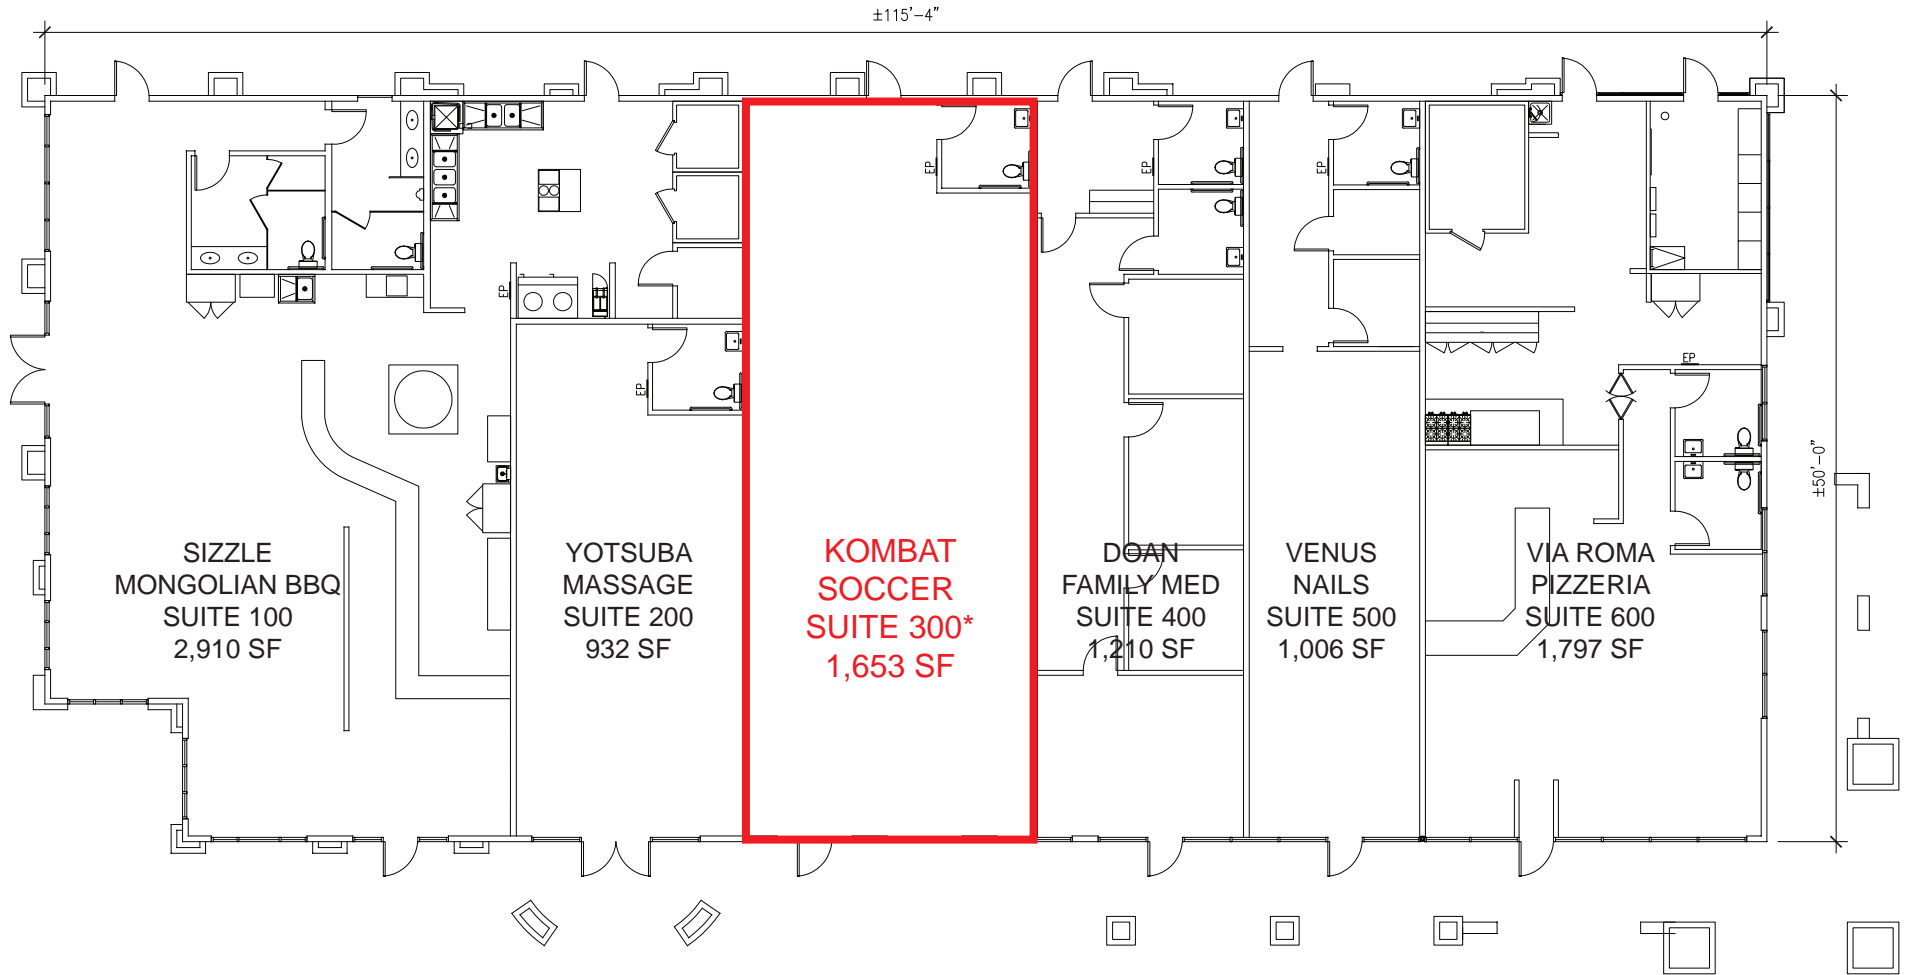 ±115'-4"
EP
EP
EP
EP
EP
EP
±50'-0"
SIZZLE
MONGOLIAN BBQ
SUITE 100
2,910 SF
YOTSUBA
MASSAGE
SUITE 200
932 SF
KOMBAT
SOCCER
SUITE 300*
1,653 SF
DOAN
FAMILY MED
SUITE 400
1,210 SF
VENUS
NAILS
SUITE 500
1,006 SF
VIA ROMA
PIZZERIA
SUITE 600
1,797 SF